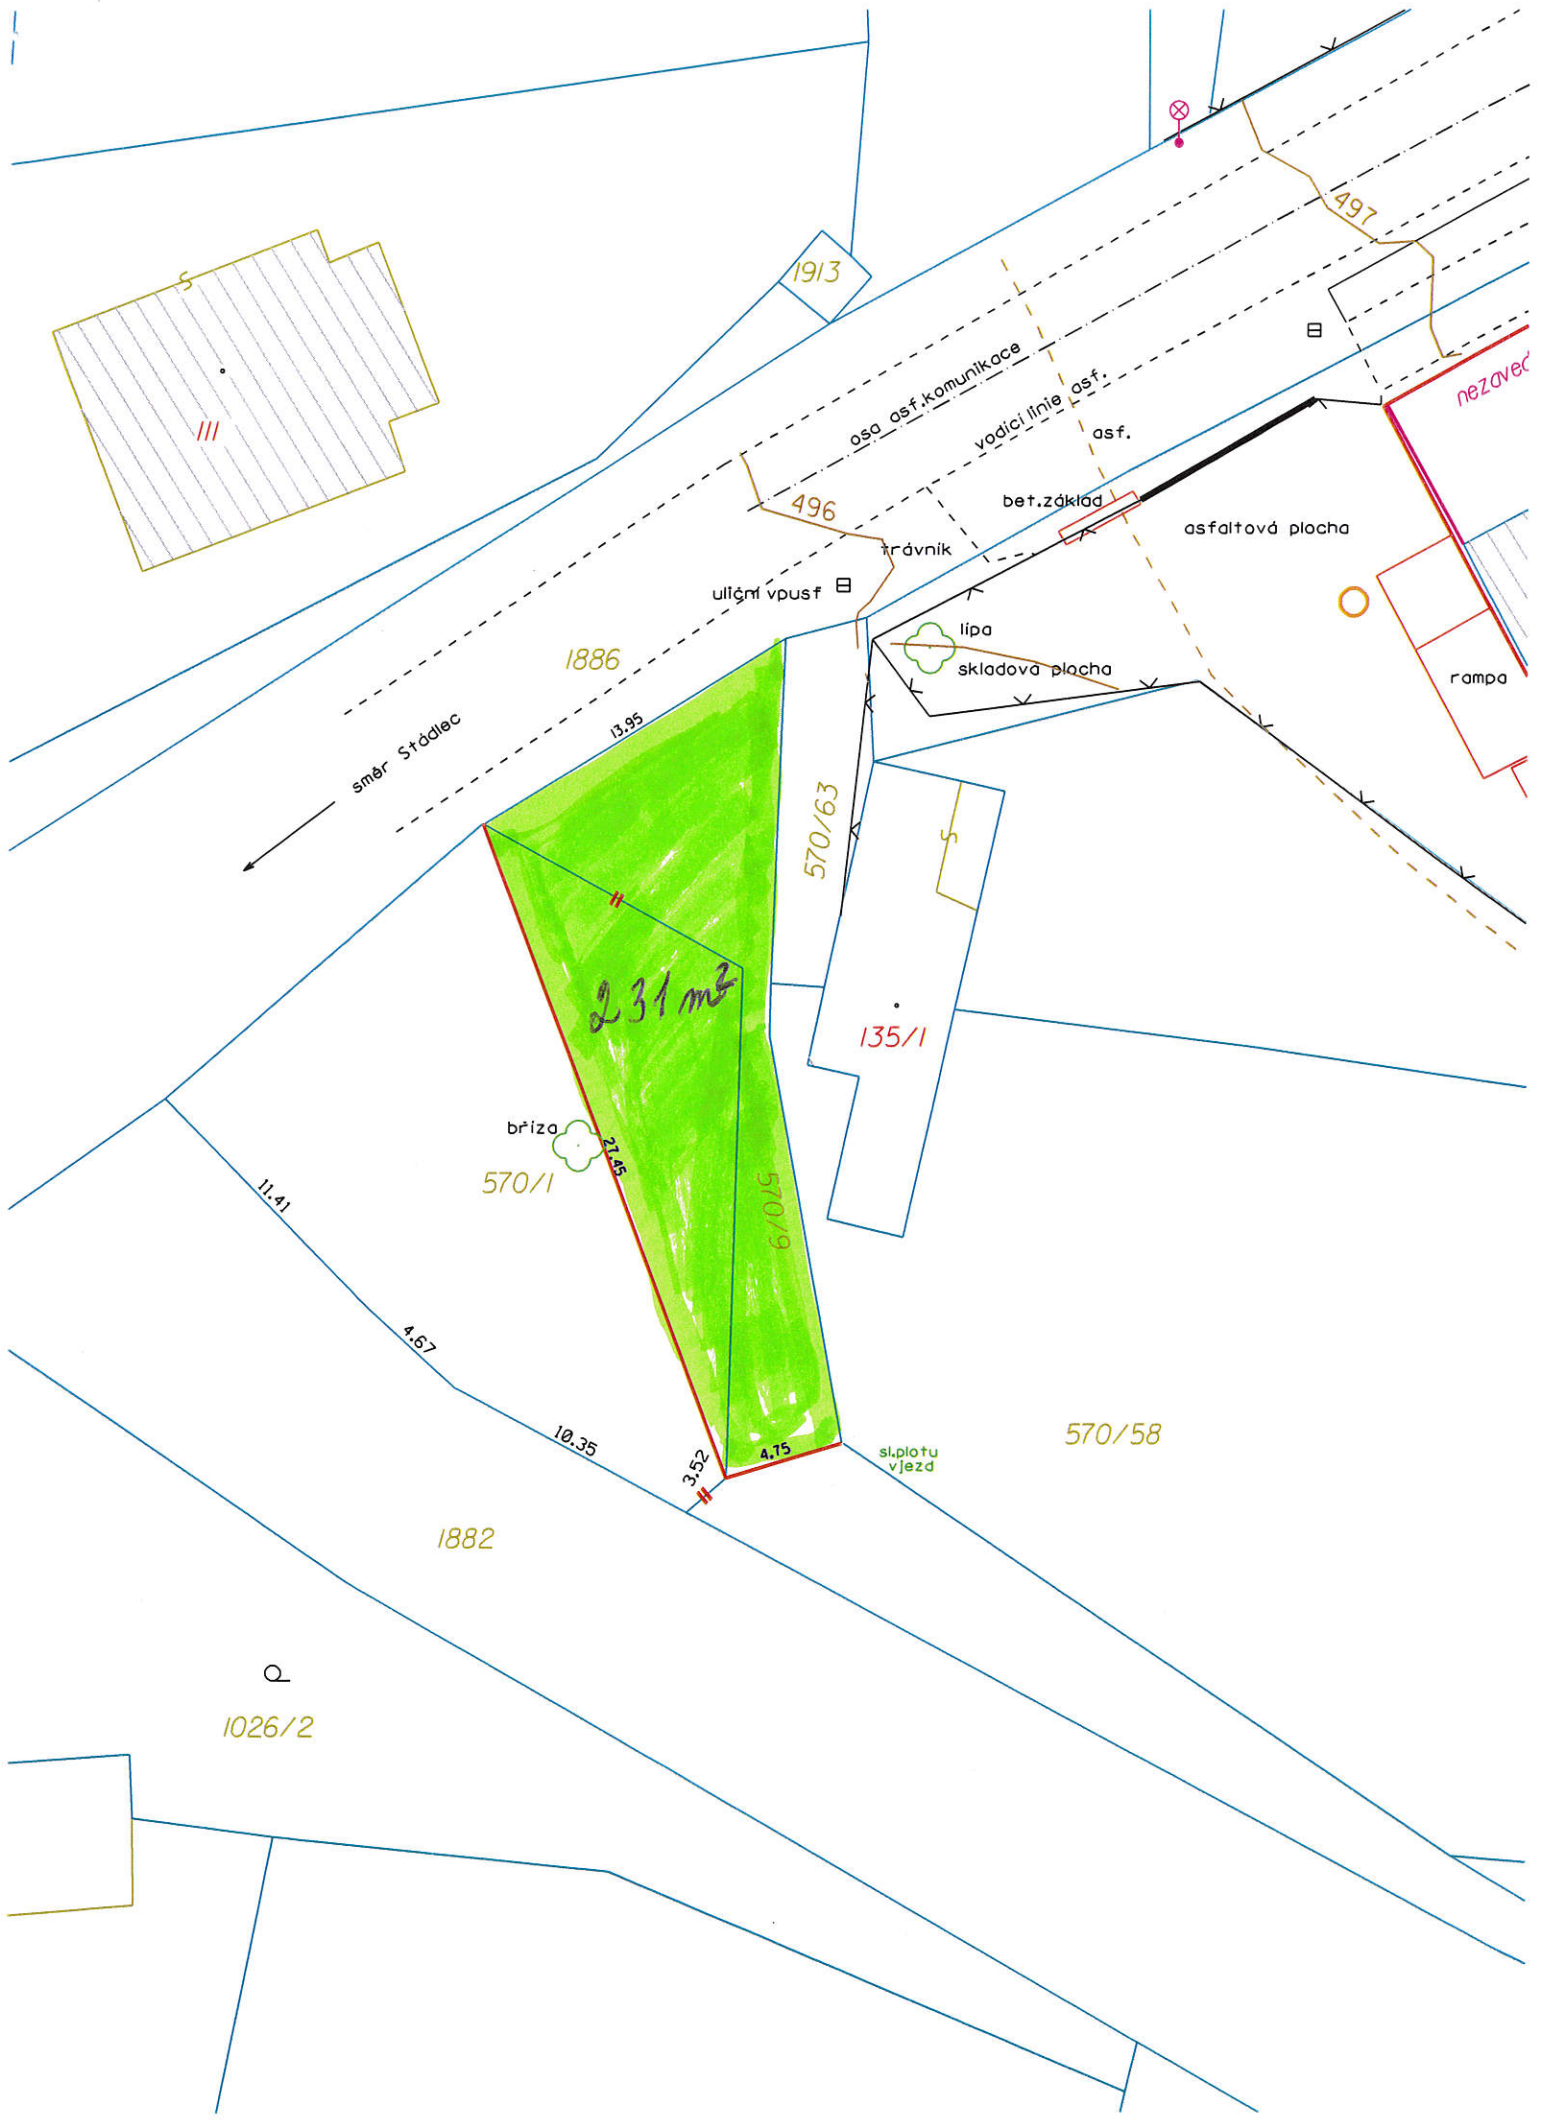 497
1913
nezaved
osa asf.komunikace
vodící linie asf.
asf.
bet.základ
496
asfaltová plocha
trávník
uliční vpusť
lípa
1886
skladová plocha
rampa
13.95
směr Stádlec
570/63
S
S
III
231 m²
135/1
bříza
27.45
570/1
570/9
11.41
4.67
10.35
3.52
4.75
sl.plotu
vjezd
570/58
1882
1026/2